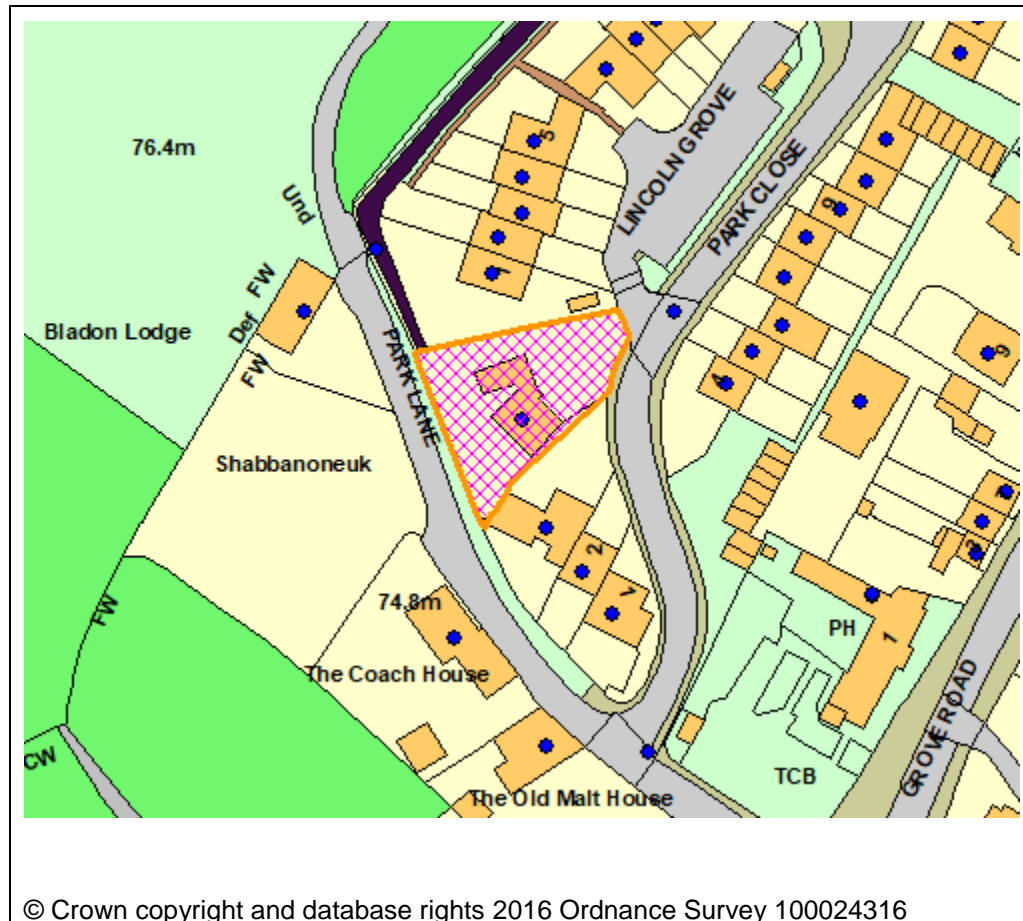 76.4m
Und
LINCOLN GROVE
PARK CLOSE
5
9
1
FW
Def
FW
Bladon Lodge
PARK LANE
4
9
Shabbanoneuk
2
1
7
3
FW
74.8m
PH
1
The Coach House
GROVE ROAD
CW
TCB
The Old Malt House
© Crown copyright and database rights 2016 Ordnance Survey 100024316